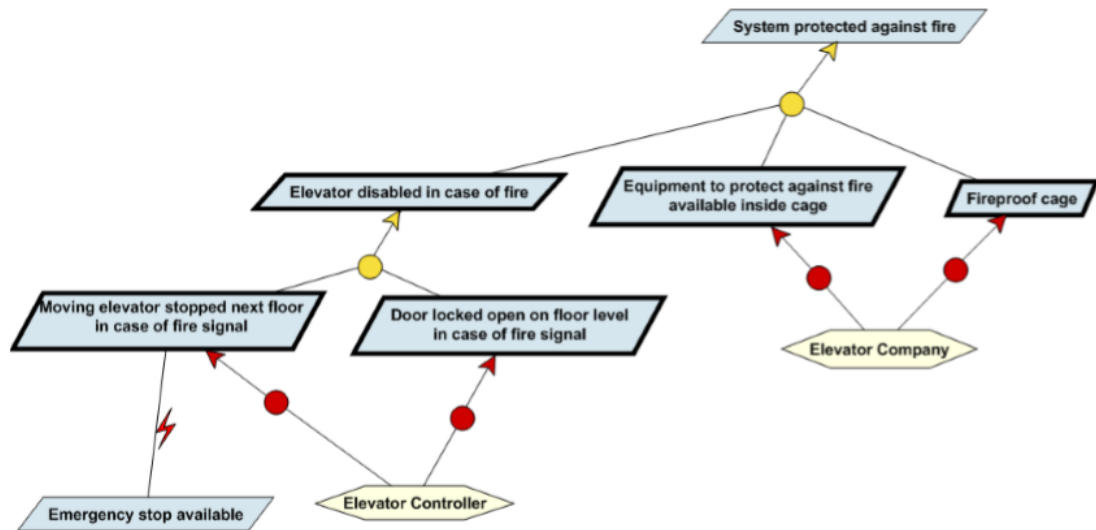 System protected against fire
Elevator disabled in case of fire
Equipment to protect against fire
available inside cage
Fireproof cage
Moving elevator stopped next floor
in case of fire signal
Door locked open on floor level
in case of fire signal
Elevator Company
Emergency stop available
Elevator Controller